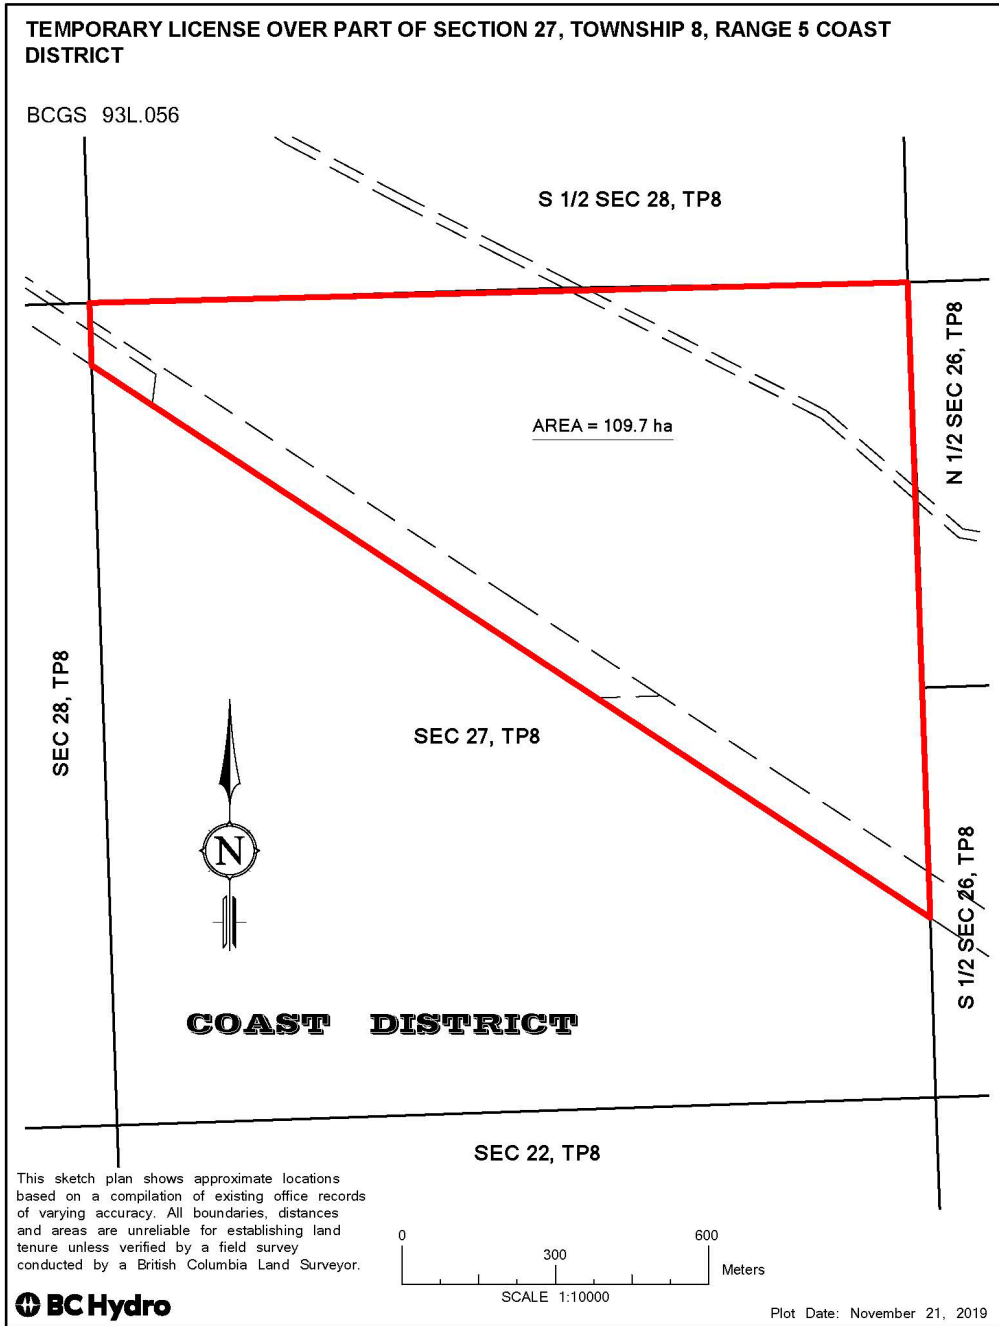 TEMPORARY LICENSE OVER PART OF SECTION 27, TOWNSHIP 8, RANGE 5 COAST
DISTRICT
BCGS 93L.056
S 1/2 SEC 28, TP8
N 1/2 SEC 26, TP8
AREA = 109.7 ha
SEC 28, TP8
SEC 27, TP8
N
S 1/2 SEC 26, TP8
COAST DISTRICT
SEC 22, TP8
This sketch plan shows approximate locations
based on a compilation of existing office records
of varying accuracy. All boundaries, distances
and areas are unreliable for establishing land
tenure unless verified by a field survey
conducted by a British Columbia Land Surveyor.
0
300
600
Meters
SCALE 1:10000
BC Hydro
Plot Date: November 21, 2019